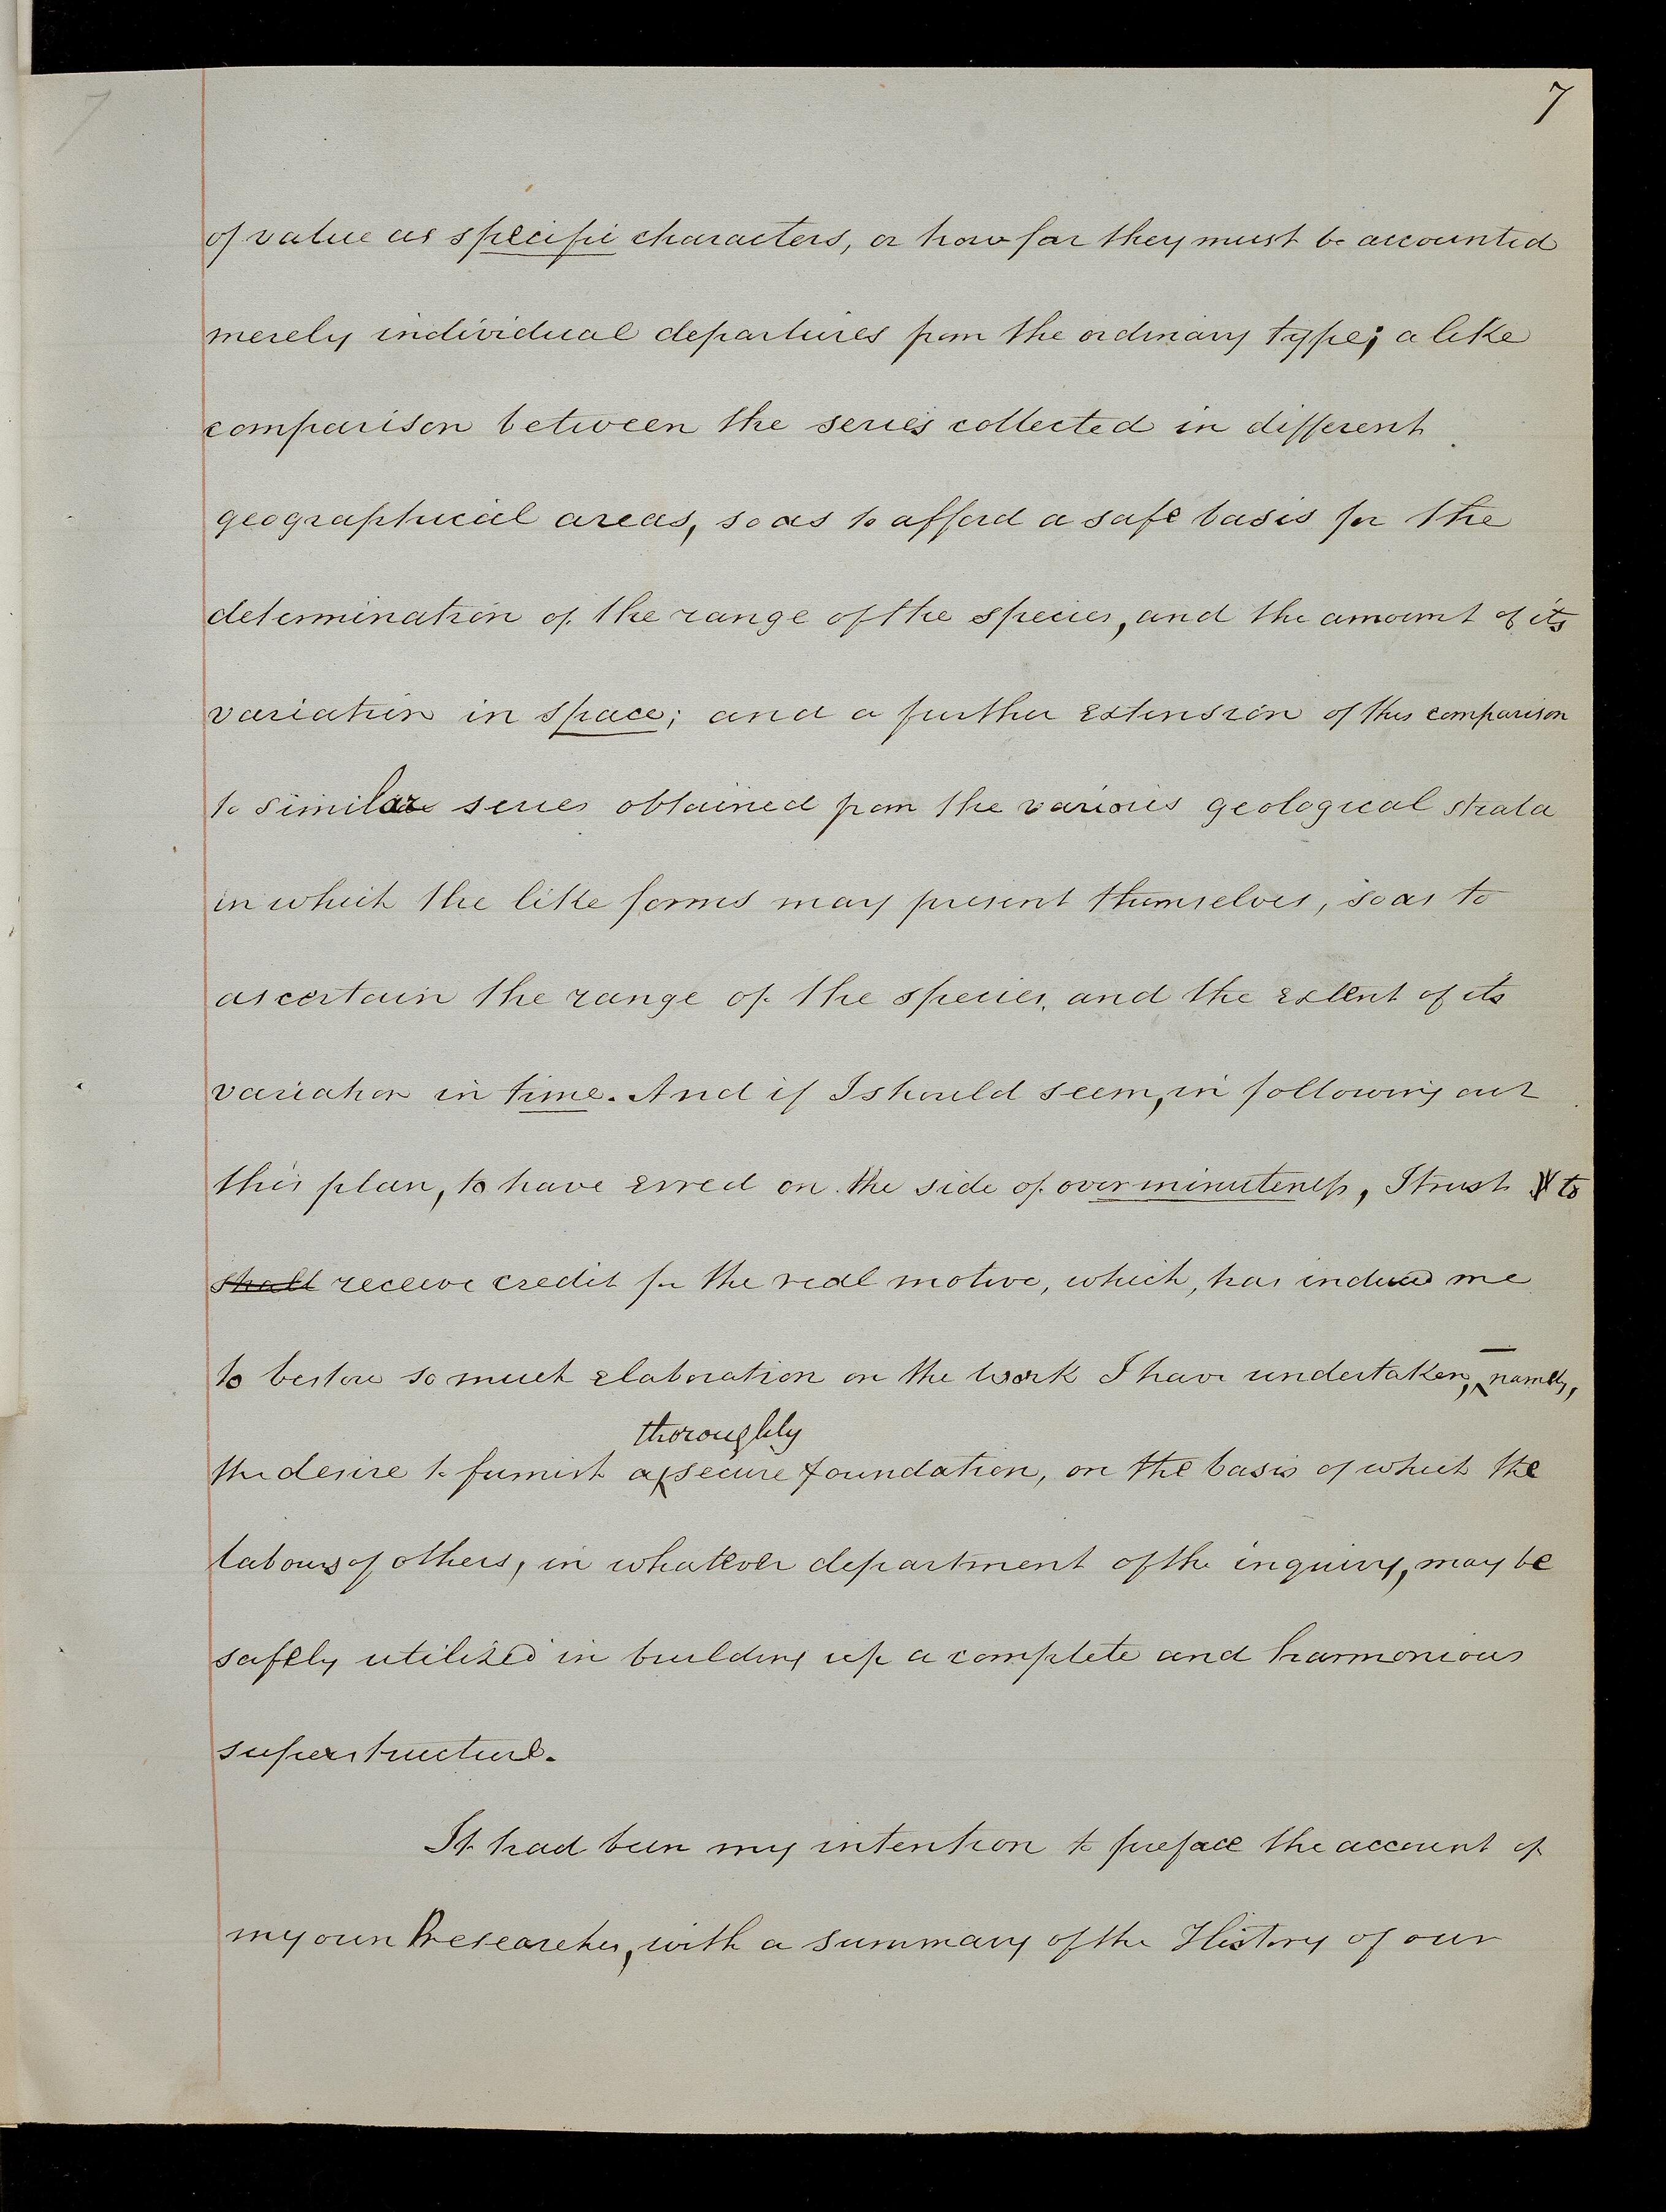 7
7
of value as specific characters, or how far they must be accounted
merely individual departures from the ordinary type; a like
comparison between the series collected in different
geographical areas, so as to afford a safe basis for the
determination of the range of the species, and the amount of its
variation in space; and a further extension of this comparison
to similar series obtained from the various geological strata
in which the like forms may present themselves, so as to
ascertain the range of the species, and the extent of its
variation in time. And if I should seem, in following out
this plan, to have erred on the side of over minuteness, I trust to
shall receive credit for the real motive, which, has induced me
to bestow so much elaboration on the work I have undertaken, – namely,
thoroughly
the desire to furnish a secure foundation, on the basis of which the
labours of others, in whatever department of the inquiry, may be
safely utilized in building up a complete and harmonious
superstructure.
It had been my intention to preface the account of
my own Researches, with a summary of the History of our